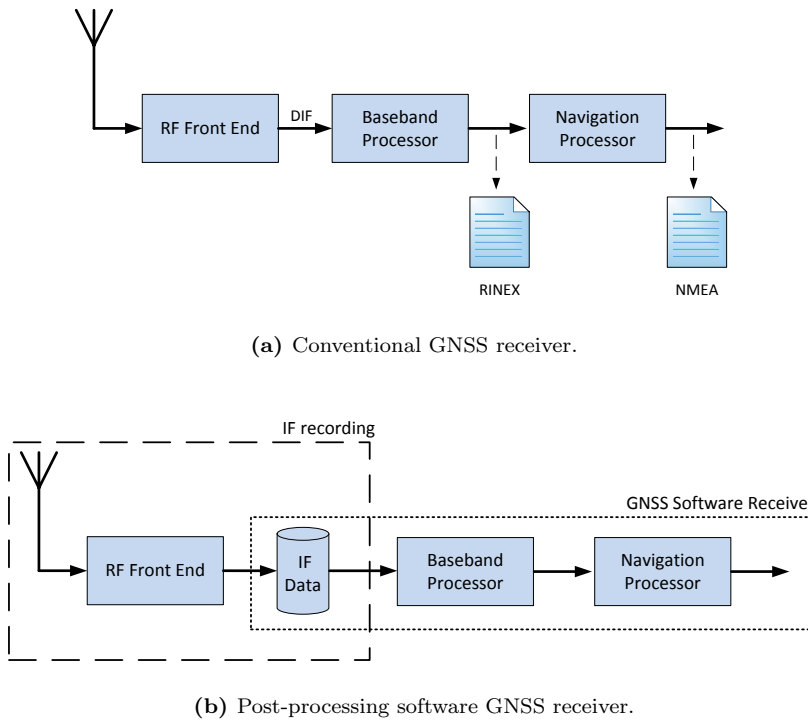 RF Front End
DIF
Baseband
Processor
Navigation
Processor
RINEX
NMEA
(a) Conventional GNSS receiver.
IF recording
GNSS Software Receive
RF Front End
IF
Data
Baseband
Processor
Navigation
Processor
(b) Post-processing software GNSS receiver.